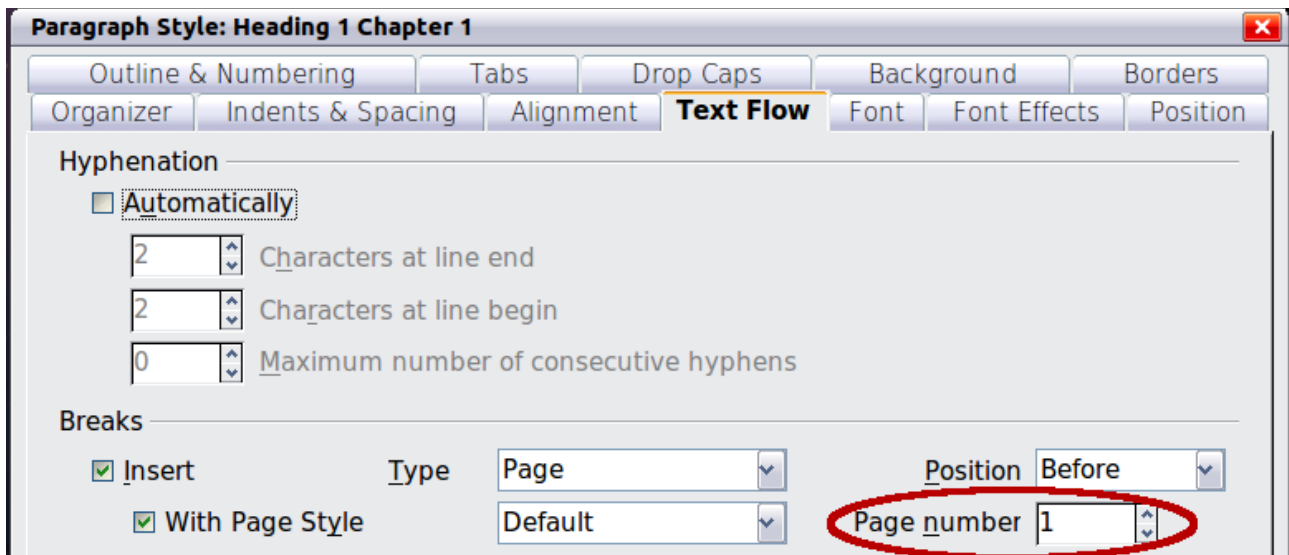 Paragraph Style: Heading 1 Chapter 1
Outline & Numbering Tabs Drop Caps Background Borders
Organizer Indents & Spacing Alignment Text Flow Font Font Effects Position
Hyphenation
Automatically
2 Characters at line end
2 Characters at line begin
0 Maximum number of consecutive hyphens
Breaks
Insert Type Page Position Before
With Page Style Default Page number 1